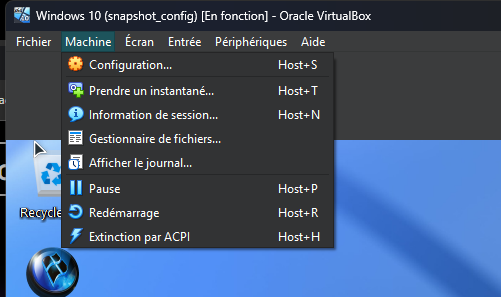 Windows 10 (snapshot_config) [En fonction] - Oracle VirtualBox
Fichier Machine Écran Entrée Périphériques Aide
Configuration... Host+S
Prendre un instantané... Host+T
Information de session... Host+N
Gestionnaire de fichiers...
Afficher le journal...
Pause Host+P
Redémarrage Host+R
Extinction par ACPI Host+H
Recycle